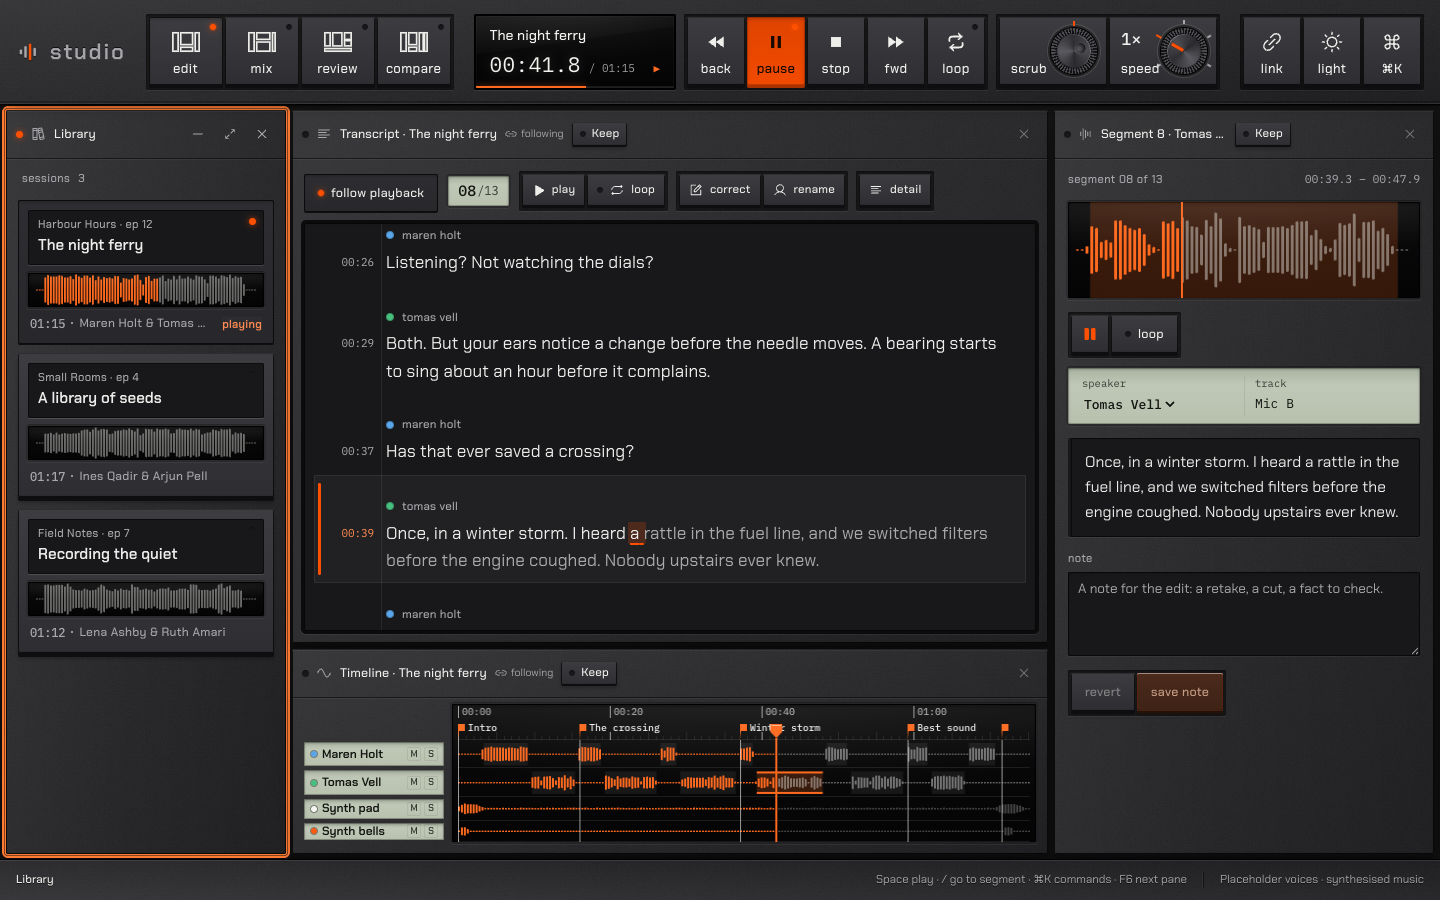 studio
edit
mix
review
compare
The night ferry
00:41.8 / 01:15
back
pause
stop
fwd
loop
scrub
1×
speed
link
light
⌘
⌘K
Library
sessions 3
Harbour Hours · ep 12
The night ferry
01:15 · Maren Holt & Tomas ... playing
Small Rooms · ep 4
A library of seeds
01:17 · Ines Qadir & Arjun Pell
Field Notes · ep 7
Recording the quiet
01:12 · Lena Ashby & Ruth Amari
Transcript · The night ferry following Keep
follow playback 08/13 play loop correct rename detail
maren holt
00:26 Listening? Not watching the dials?
tomas vell
00:29 Both. But your ears notice a change before the needle moves. A bearing starts
to sing about an hour before it complains.
maren holt
00:37 Has that ever saved a crossing?
tomas vell
00:39 Once, in a winter storm. I heard a rattle in the fuel line, and we switched filters
before the engine coughed. Nobody upstairs ever knew.
maren holt
Timeline · The night ferry following Keep
00:00 00:20 00:40 01:00
Intro The crossing Winter storm Best sound
Maren Holt M S
Tomas Vell M S
Synth pad M S
Synth bells M S
Segment 8 · Tomas ... Keep
segment 08 of 13 00:39.3 – 00:47.9
loop
speaker track
Tomas Vell Mic B
Once, in a winter storm. I heard a rattle in the
fuel line, and we switched filters before the
engine coughed. Nobody upstairs ever knew.
note
A note for the edit: a retake, a cut, a fact to check.
revert save note
Library
Space play · / go to segment · ⌘K commands · F6 next pane
Placeholder voices · synthesised music